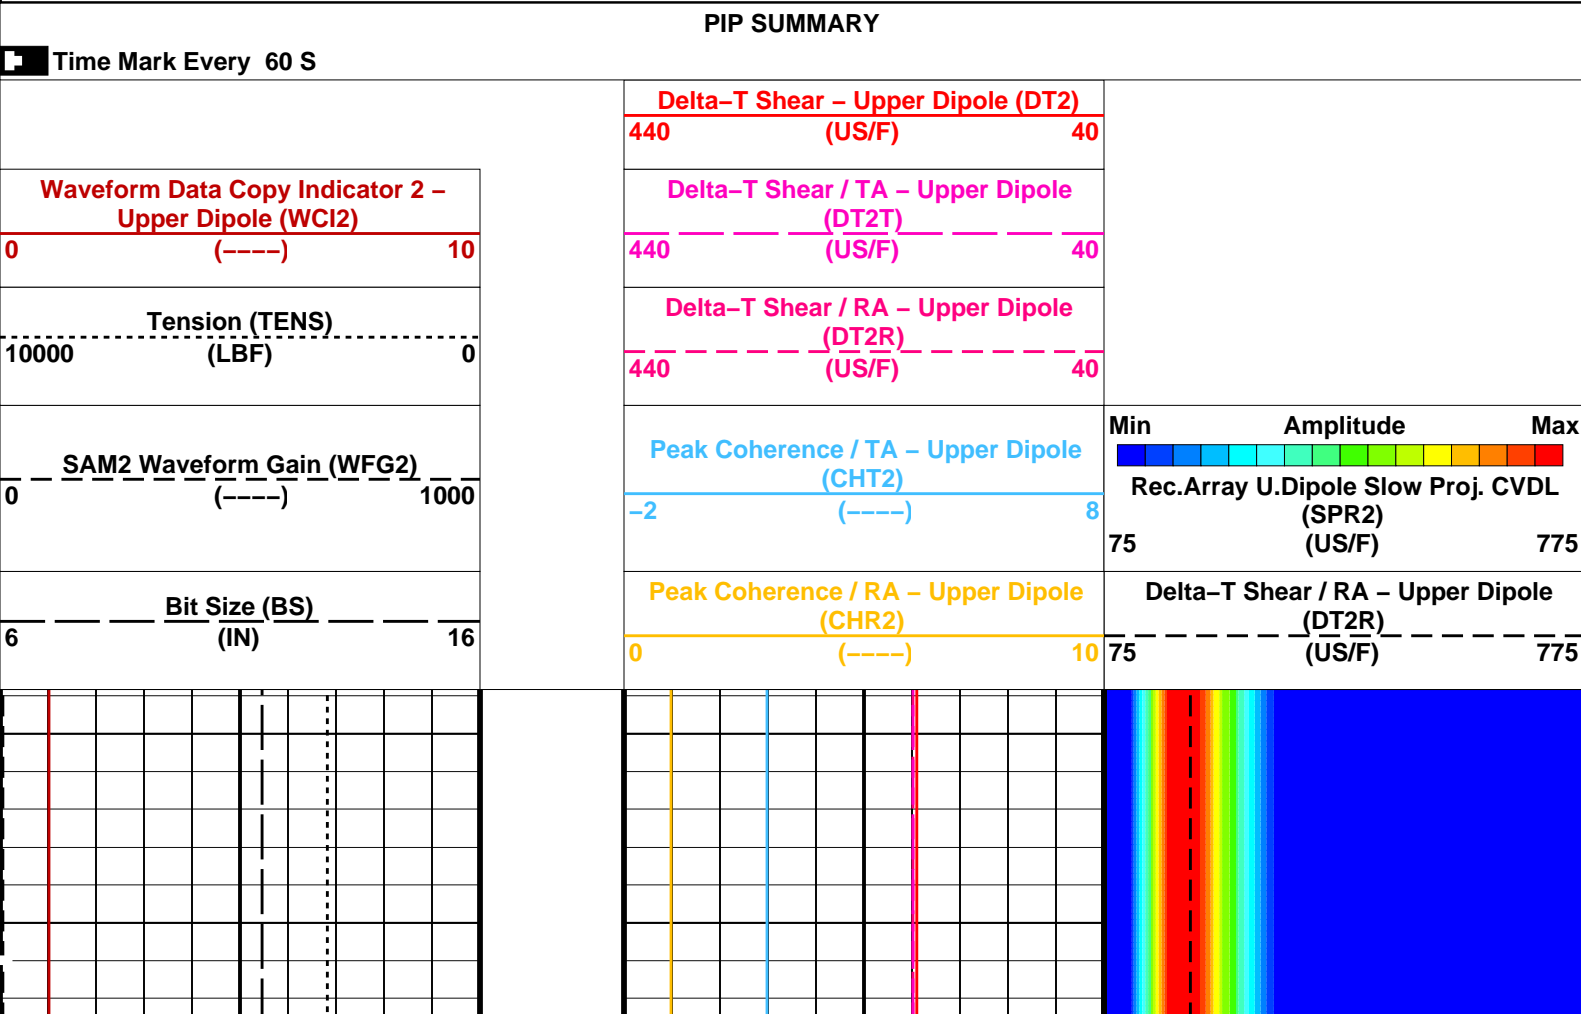 PIP SUMMARY
Time Mark Every 60 S
Delta–T Shear – Upper Dipole (DT2)
440 (US/F) 40
Waveform Data Copy Indicator 2 –
Upper Dipole (WCI2)
0 (––––) 10
Delta–T Shear / TA – Upper Dipole
(DT2T)
440 (US/F) 40
Tension (TENS)
10000 (LBF) 0
Delta–T Shear / RA – Upper Dipole
(DT2R)
440 (US/F) 40
SAM2 Waveform Gain (WFG2)
0 (––––) 1000
Peak Coherence / TA – Upper Dipole
(CHT2)
–2 (––––) 8
Min Amplitude Max
Rec.Array U.Dipole Slow Proj. CVDL
(SPR2)
75 (US/F) 775
Bit Size (BS)
6 (IN) 16
Peak Coherence / RA – Upper Dipole
(CHR2)
0 (––––) 10
Delta–T Shear / RA – Upper Dipole
(DT2R)
75 (US/F) 775